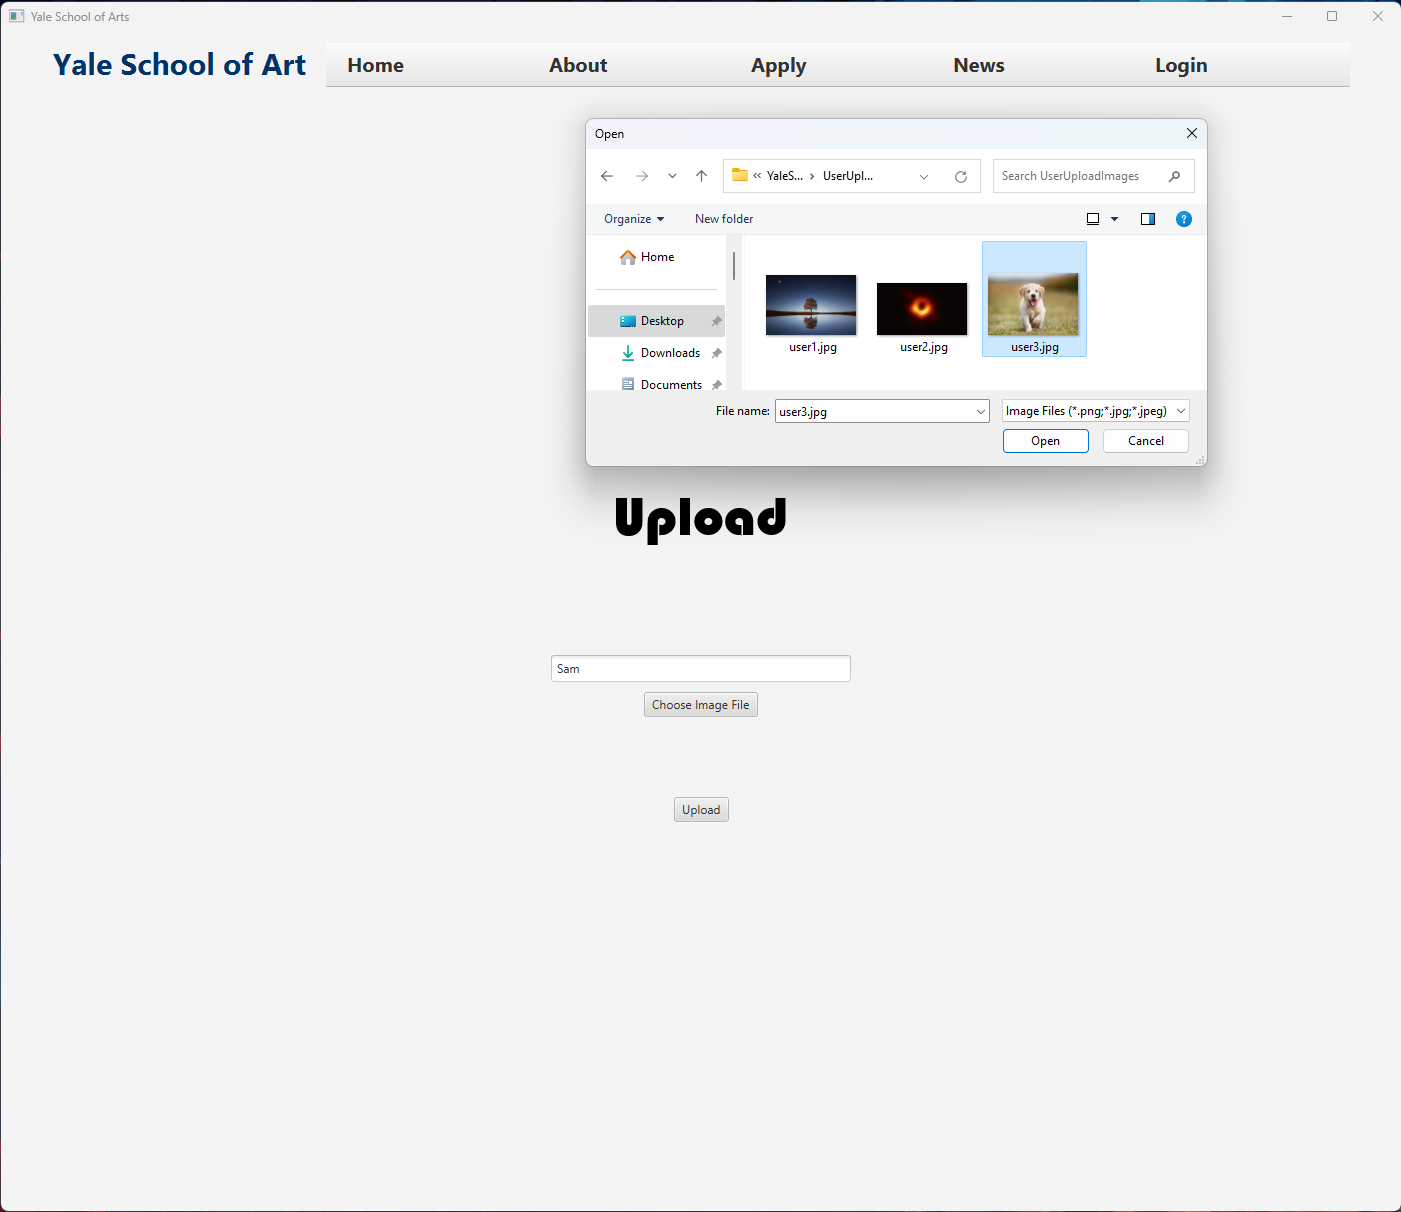 Yale School of Arts
Yale School of Art
Home About Apply News Login
Open
« YaleS... › UserUpl...
Search UserUploadImages
Organize
New folder
?
Home
Desktop
Downloads
Documents
user1.jpg
user2.jpg
user3.jpg
File name: user3.jpg
Image Files (*.png;*.jpg;*.jpeg)
Open
Cancel
Upload
Sam
Choose Image File
Upload